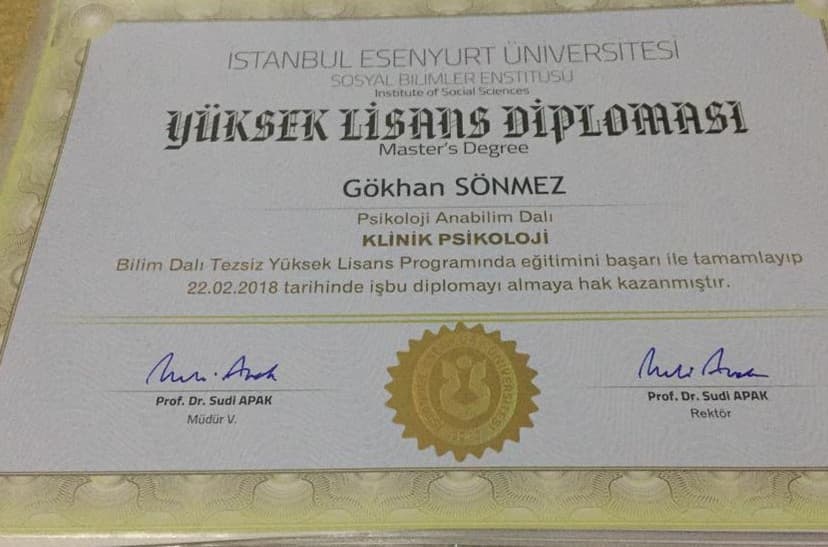 İSTANBUL ESENYURT ÜNİVERSİTESİ
SOSYAL BİLİMLER ENSTİTÜSÜ
Institute of Social Sciences
YÜKSEK LİSANS DİPLOMASI
Master's Degree
Gökhan SÖNMEZ
Psikoloji Anabilim Dalı
KLİNİK PSİKOLOJİ
Bilim Dalı Tezsiz Yüksek Lisans Programında eğitimini başarı ile tamamlayıp
22.02.2018 tarihinde işbu diplomayı almaya hak kazanmıştır.
Prof. Dr. Sudi APAK
Müdür V.
Prof. Dr. Sudi APAK
Rektör